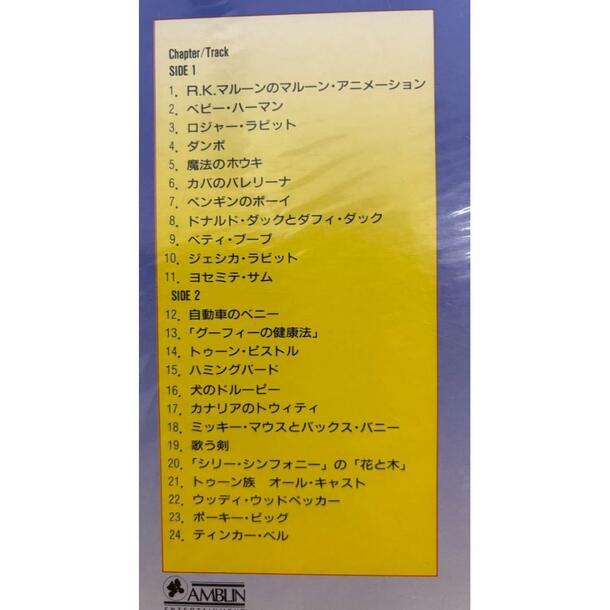 Chapter/Track
SIDE 1
1. R.K.マルーンのマルーン・アニメーション
2. ベビー・ハーマン
3. ロジャー・ラビット
4. ダンボ
5. 魔法のホウキ
6. カバのバレリーナ
7. ペンギンのボーイ
8. ドナルド・ダックとダフィ・ダック
9. ベティ・ブープ
10. ジェシカ・ラビット
11. ヨセミテ・サム
SIDE 2
12. 自動車のベニー
13. 「グーフィーの健康法」
14. トゥーン・ピストル
15. ハミングバード
16. 犬のドルーピー
17. カナリアのトウィティ
18. ミッキー・マウスとバックス・バニー
19. 歌う剣
20. 「シリー・シンフォニー」の「花と木」
21. トゥーン族 オール・キャスト
22. ウッディ・ウッドペッカー
23. ポーキー・ピッグ
24. ティンカー・ベル
AMBLIN
ENTERTAINMENT